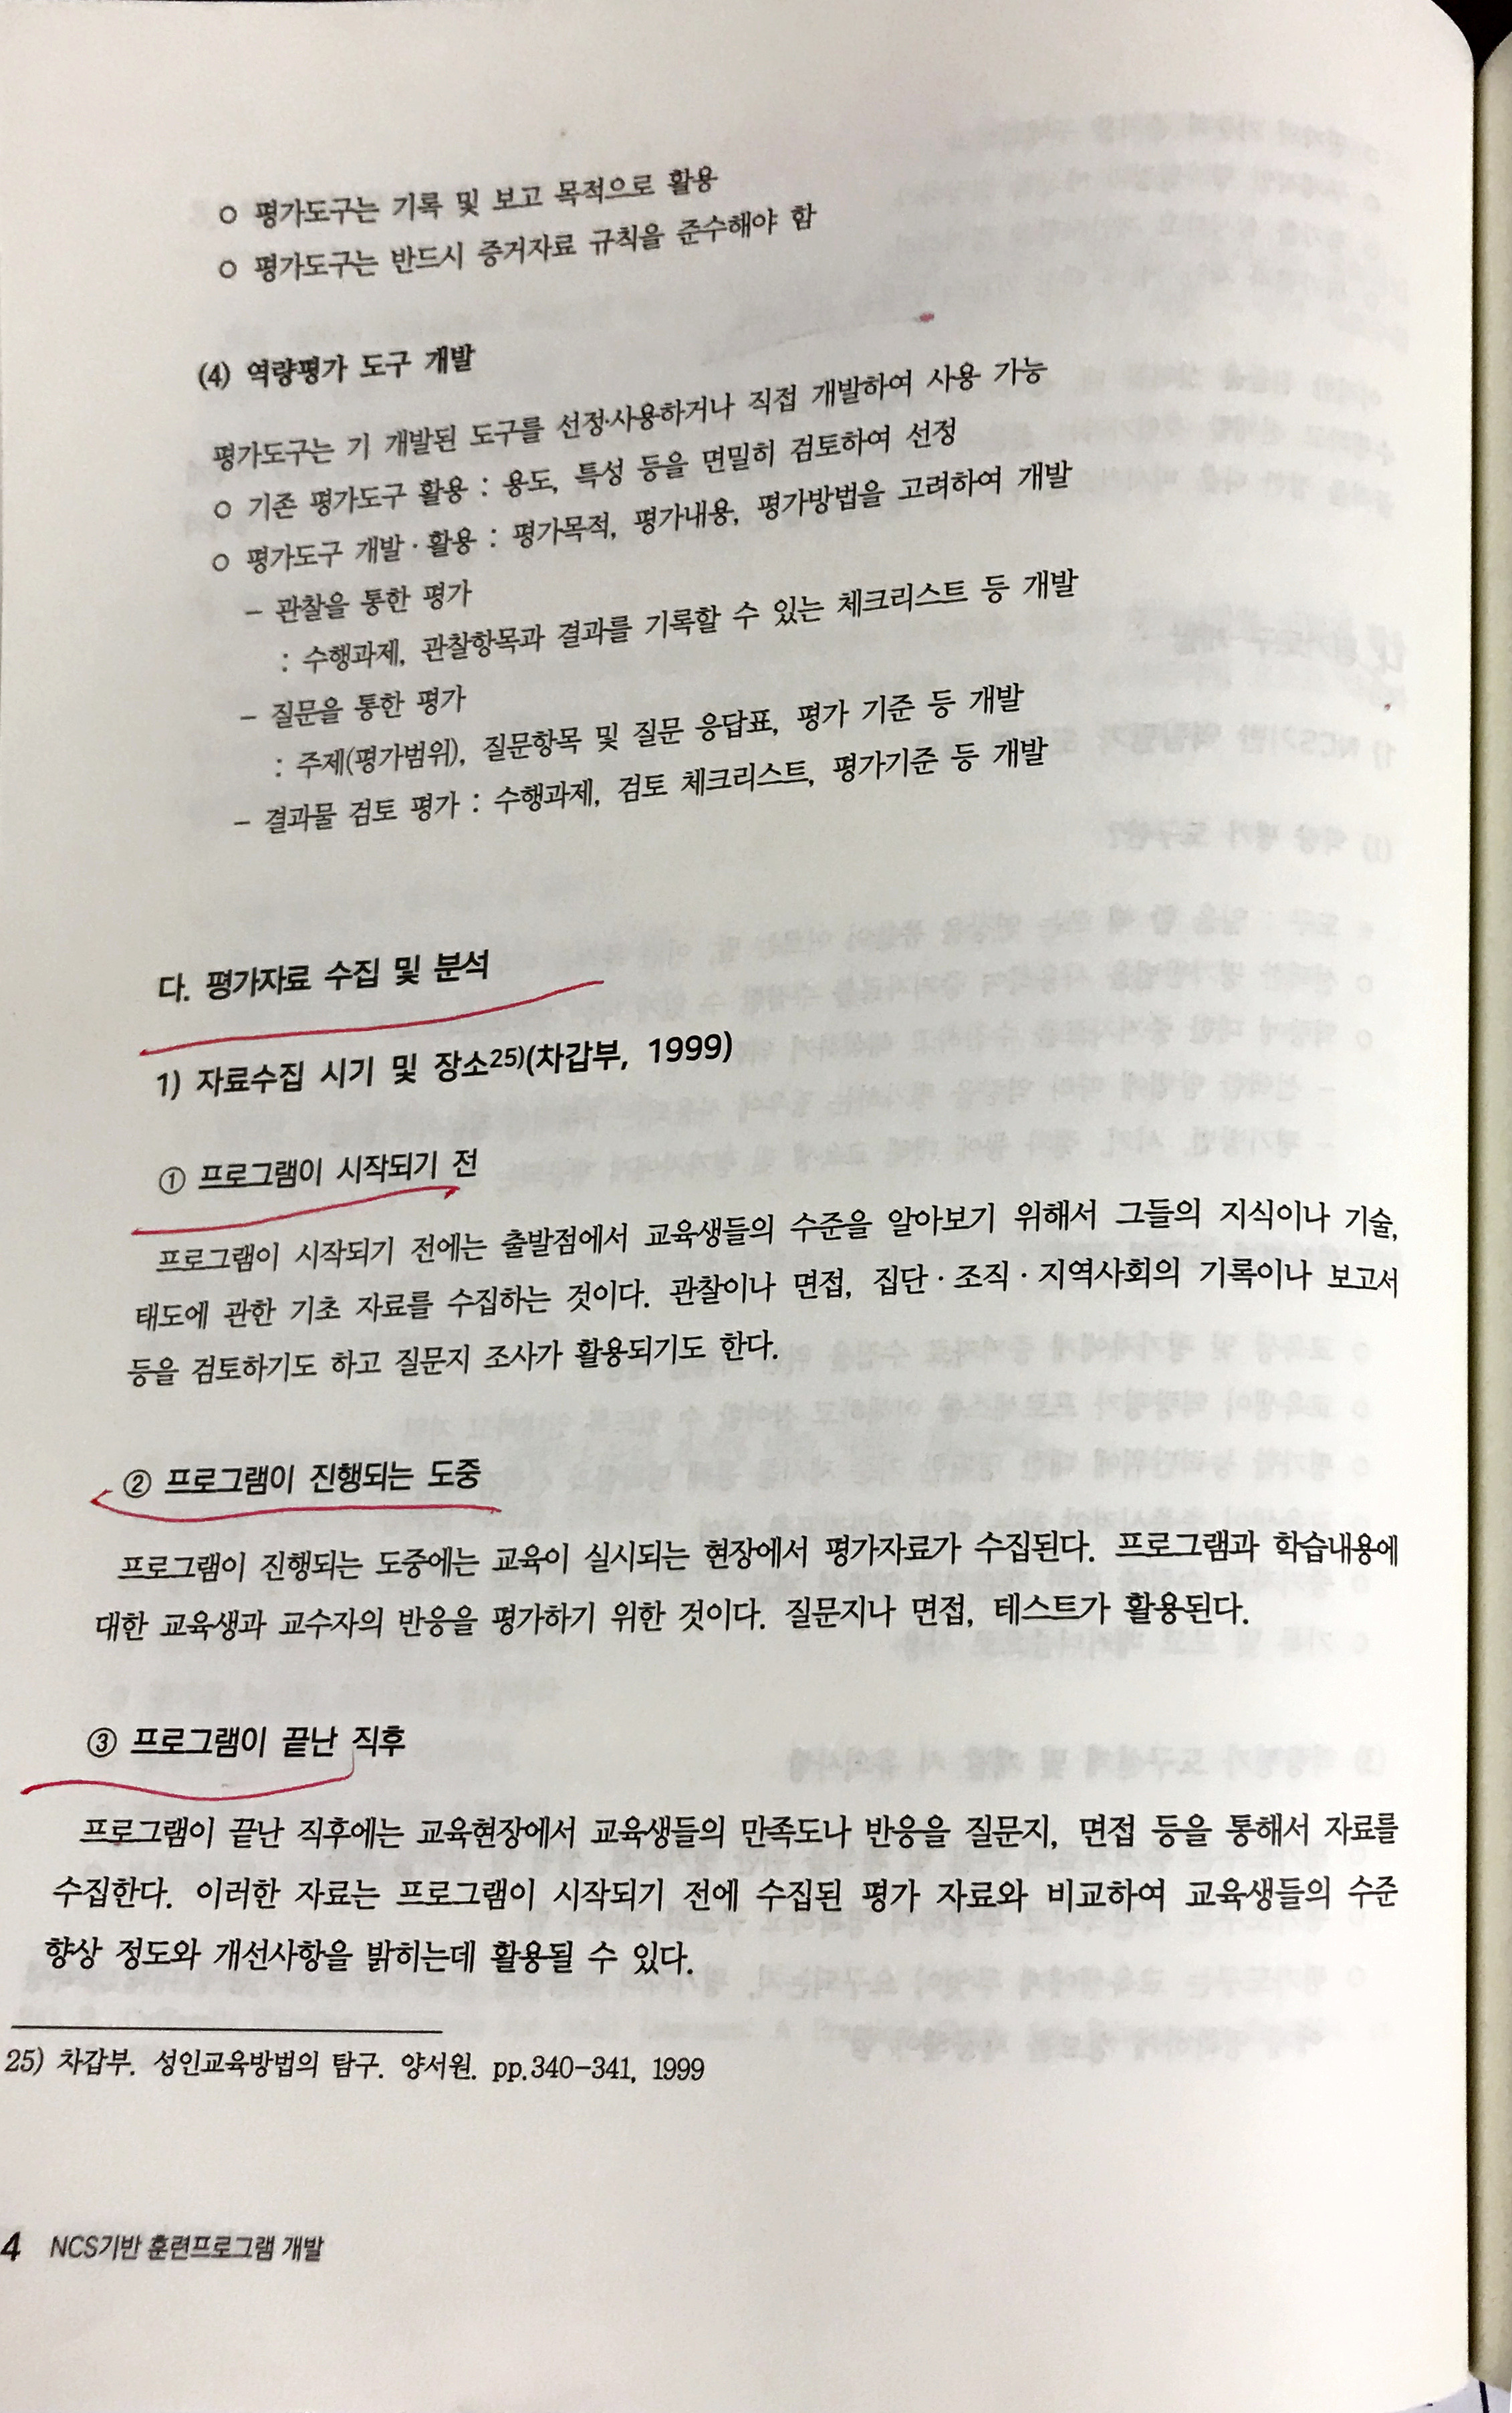 ○ 평가도구는 기록 및 보고 목적으로 활용
○ 평가도구는 반드시 증거자료 규칙을 준수해야 함
(4) 역량평가 도구 개발
평가도구는 기 개발된 도구를 선정·사용하거나 직접 개발하여 사용 가능
○ 기존 평가도구 활용 : 용도, 특성 등을 면밀히 검토하여 선정
○ 평가도구 개발·활용 : 평가목적, 평가내용, 평가방법을 고려하여 개발
– 관찰을 통한 평가
: 수행과제, 관찰항목과 결과를 기록할 수 있는 체크리스트 등 개발
– 질문을 통한 평가
: 주제(평가범위), 질문항목 및 질문 응답표, 평가 기준 등 개발
– 결과물 검토 평가 : 수행과제, 검토 체크리스트, 평가기준 등 개발
다. 평가자료 수집 및 분석
1) 자료수집 시기 및 장소25)(차갑부, 1999)
① 프로그램이 시작되기 전
프로그램이 시작되기 전에는 출발점에서 교육생들의 수준을 알아보기 위해서 그들의 지식이나 기술,
태도에 관한 기초 자료를 수집하는 것이다. 관찰이나 면접, 집단·조직·지역사회의 기록이나 보고서
등을 검토하기도 하고 질문지 조사가 활용되기도 한다.
② 프로그램이 진행되는 도중
프로그램이 진행되는 도중에는 교육이 실시되는 현장에서 평가자료가 수집된다. 프로그램과 학습내용에
대한 교육생과 교수자의 반응을 평가하기 위한 것이다. 질문지나 면접, 테스트가 활용된다.
③ 프로그램이 끝난 직후
프로그램이 끝난 직후에는 교육현장에서 교육생들의 만족도나 반응을 질문지, 면접 등을 통해서 자료를
수집한다. 이러한 자료는 프로그램이 시작되기 전에 수집된 평가 자료와 비교하여 교육생들의 수준
향상 정도와 개선사항을 밝히는데 활용될 수 있다.
25) 차갑부. 성인교육방법의 탐구. 양서원. pp.340-341, 1999
4 NCS기반 훈련프로그램 개발